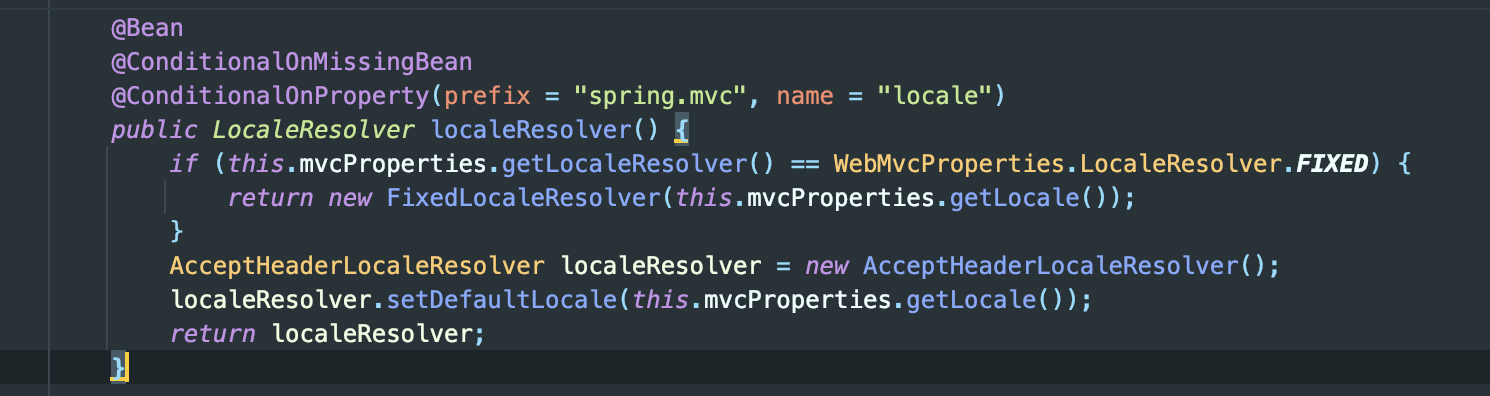 @Bean
@ConditionalOnMissingBean
@ConditionalOnProperty(prefix = "spring.mvc", name = "locale")
public LocaleResolver localeResolver() {
if (this.mvcProperties.getLocaleResolver() == WebMvcProperties.LocaleResolver.FIXED) {
return new FixedLocaleResolver(this.mvcProperties.getLocale());
}
AcceptHeaderLocaleResolver localeResolver = new AcceptHeaderLocaleResolver();
localeResolver.setDefaultLocale(this.mvcProperties.getLocale());
return localeResolver;
}